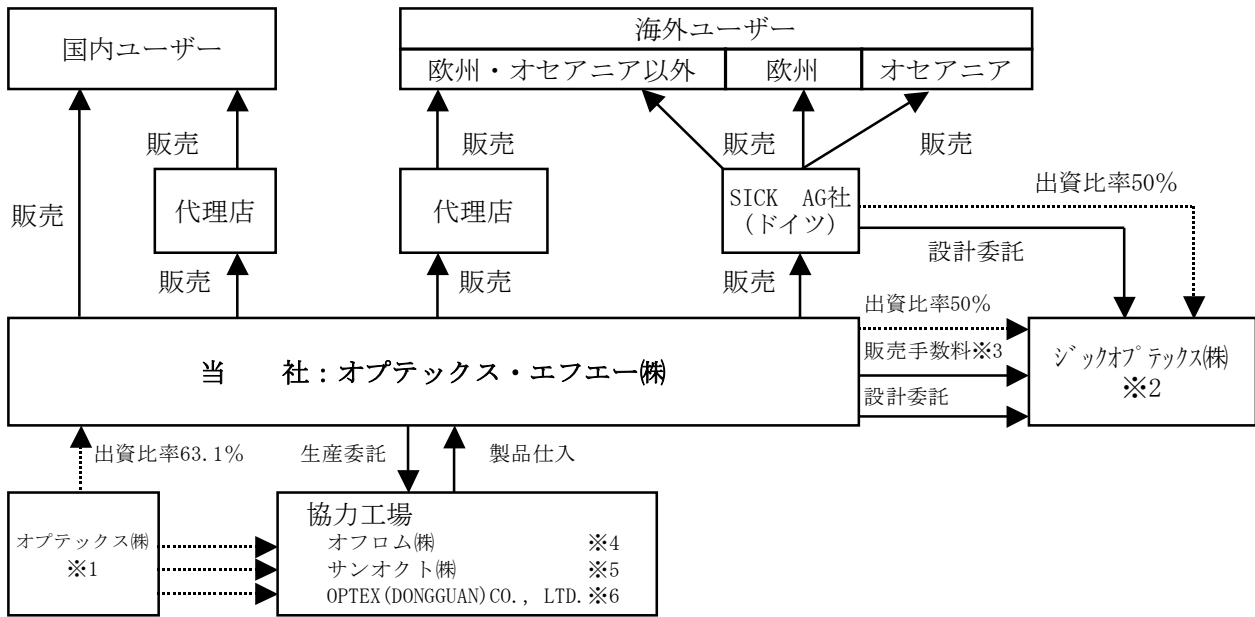 国内ユーザー
海外ユーザー
欧州・オセアニア以外
欧州
オセアニア
販売
販売
販売
販売
販売
代理店
代理店
SICK AG社
(ドイツ)
出資比率50%
設計委託
販売
販売
販売
出資比率50%
販売手数料※3
設計委託
当 社:オプテックス・エフエー㈱
ジックオプテックス㈱
※2
出資比率63.1%
生産委託
製品仕入
オプテックス㈱
※1
協力工場
オフロム㈱ ※4
サンオクト㈱ ※5
OPTEX(DONGGUAN)CO., LTD.※6